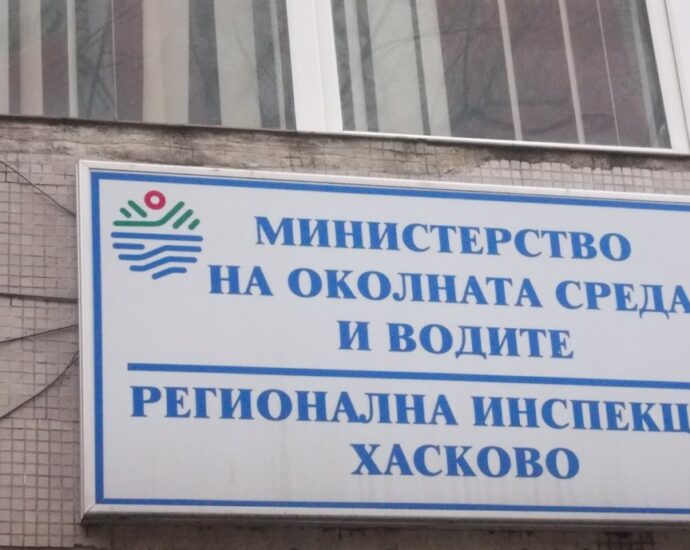 МИНИСТЕРСТВО
НА ОКОЛНАТА СРЕДА
И ВОДИТЕ
РЕГИОНАЛНА ИНСПЕКЦ
ХАСКОВО